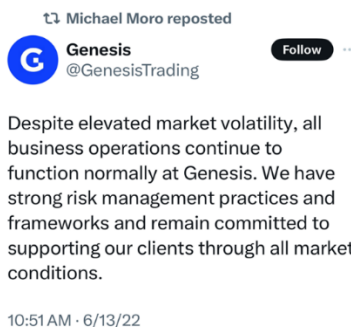 Michael Moro reposted
Genesis
Follow
@GenesisTrading
Despite elevated market volatility, all
business operations continue to
function normally at Genesis. We have
strong risk management practices and
frameworks and remain committed to
supporting our clients through all market
conditions.
10:51 AM · 6/13/22